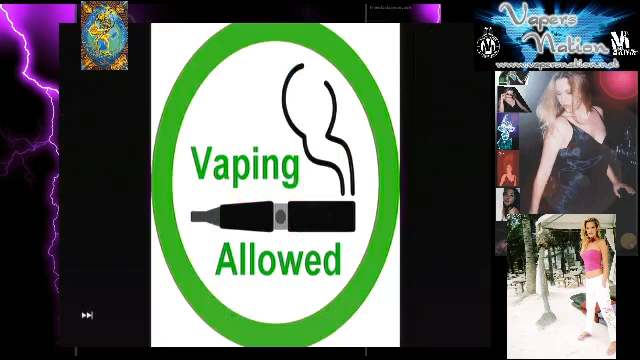 Vapers
Nation
www.vapersnation.net
Vaping
Allowed